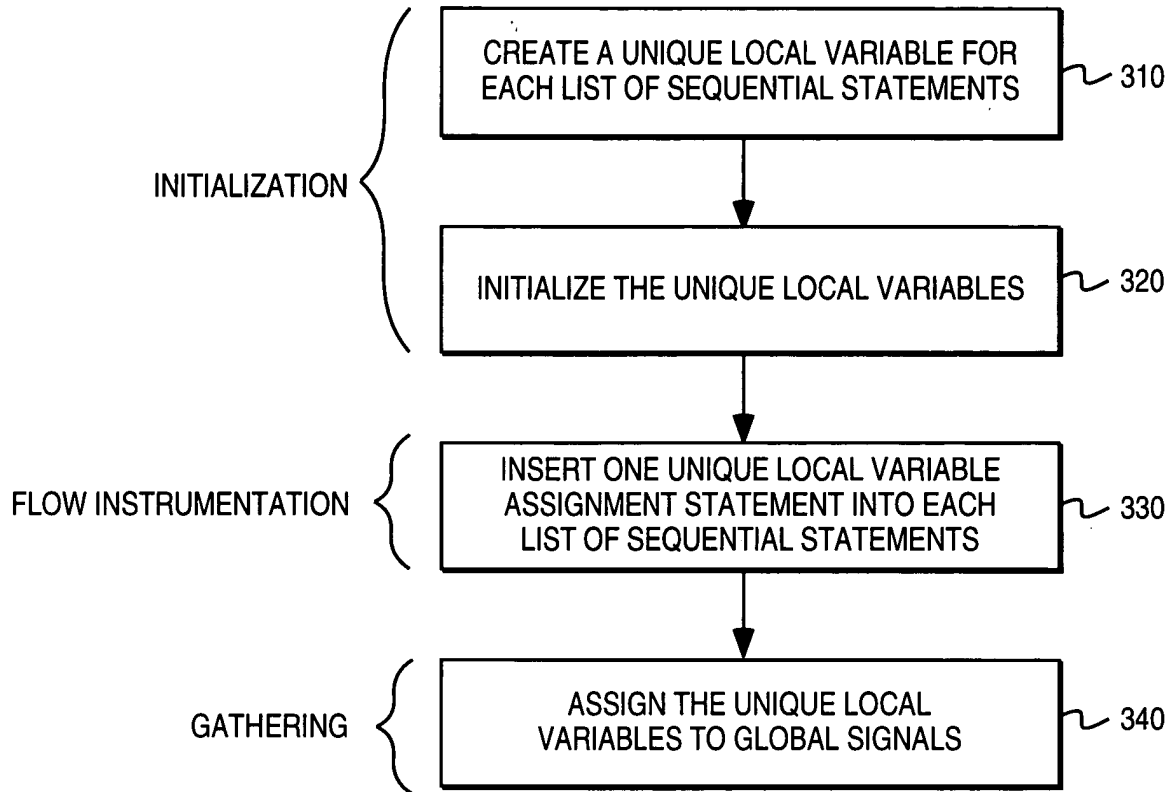 CREATE A UNIQUE LOCAL VARIABLE FOR
EACH LIST OF SEQUENTIAL STATEMENTS
310
INITIALIZATION
INITIALIZE THE UNIQUE LOCAL VARIABLES
320
FLOW INSTRUMENTATION
INSERT ONE UNIQUE LOCAL VARIABLE
ASSIGNMENT STATEMENT INTO EACH
LIST OF SEQUENTIAL STATEMENTS
330
GATHERING
ASSIGN THE UNIQUE LOCAL
VARIABLES TO GLOBAL SIGNALS
340